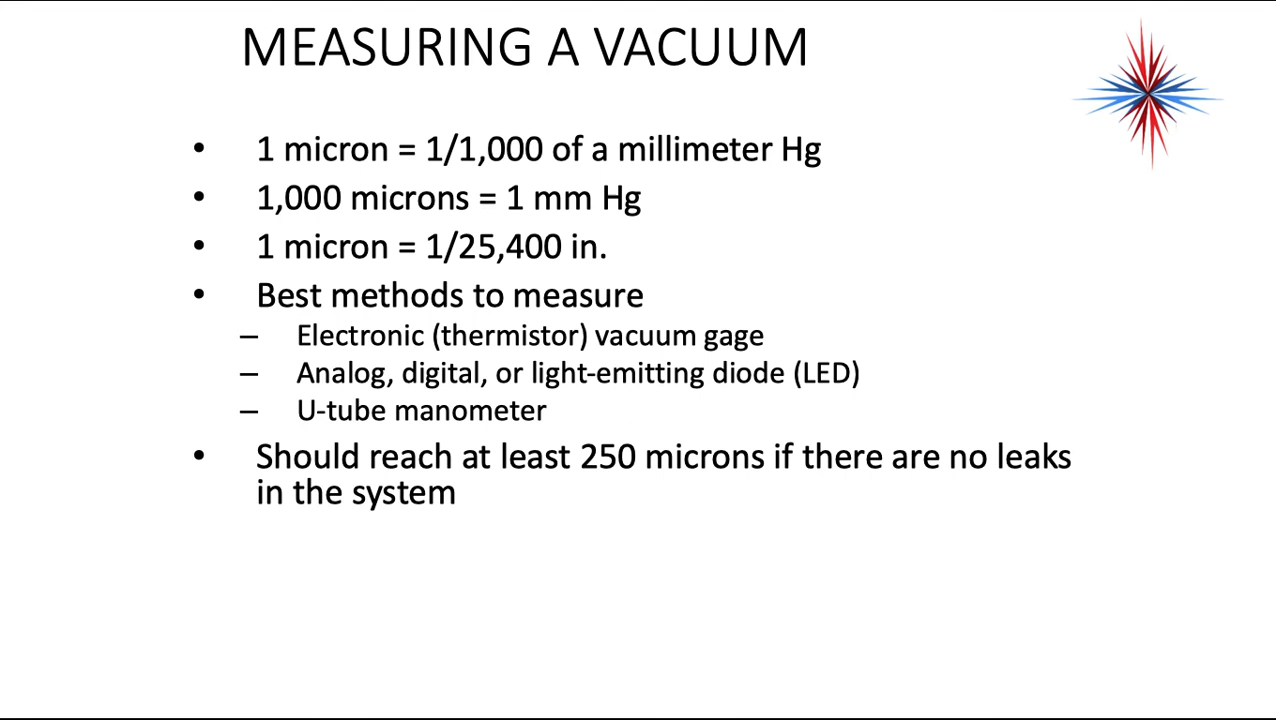 MEASURING A VACUUM
• 1 micron = 1/1,000 of a millimeter Hg
• 1,000 microns = 1 mm Hg
• 1 micron = 1/25,400 in.
• Best methods to measure
– Electronic (thermistor) vacuum gage
– Analog, digital, or light-emitting diode (LED)
– U-tube manometer
• Should reach at least 250 microns if there are no leaks
in the system